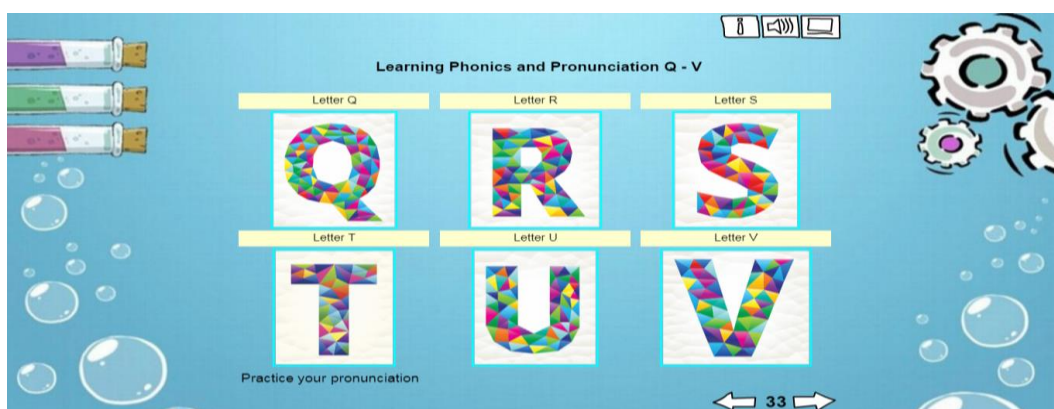 Learning Phonics and Pronunciation Q - V
Letter Q Letter R Letter S
Q R S
Letter T Letter U Letter V
T U V
Practice your pronunciation
33